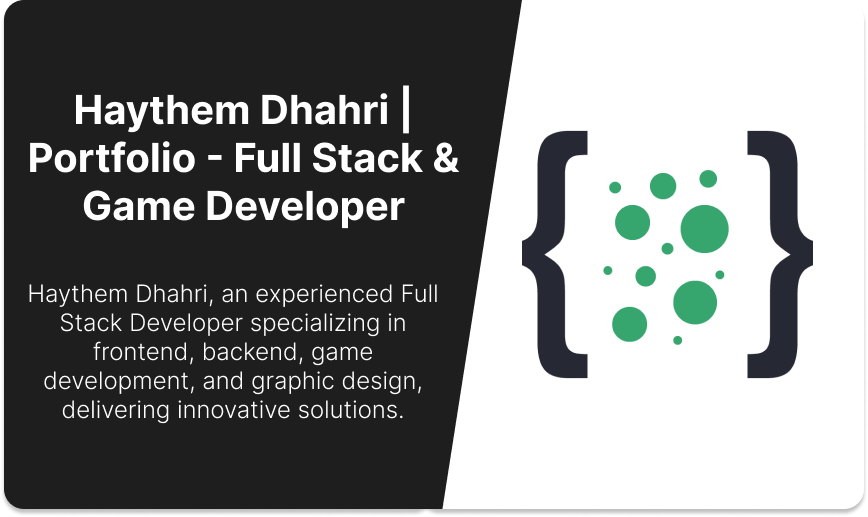 Haythem Dhahri |
Portfolio - Full Stack &
Game Developer
Haythem Dhahri, an experienced Full
Stack Developer specializing in
frontend, backend, game
development, and graphic design,
delivering innovative solutions.